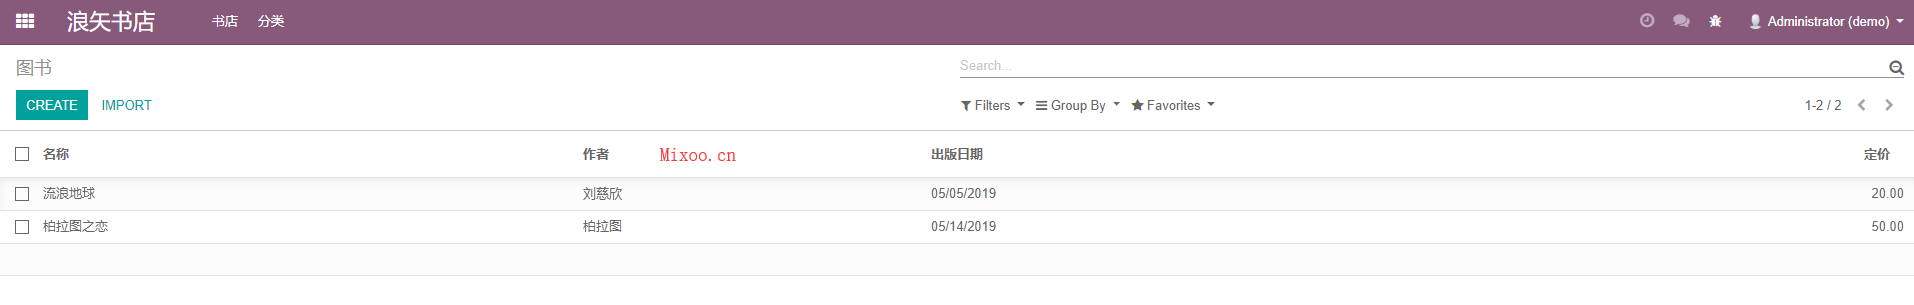 浪矢书店 书店 分类 Administrator (demo)
图书 Search...
CREATE IMPORT Filters Group By Favorites 1-2 / 2
名称 作者 Mixoo.cn 出版日期 定价
流浪地球 刘慈欣 05/05/2019 20.00
柏拉图之恋 柏拉图 05/14/2019 50.00